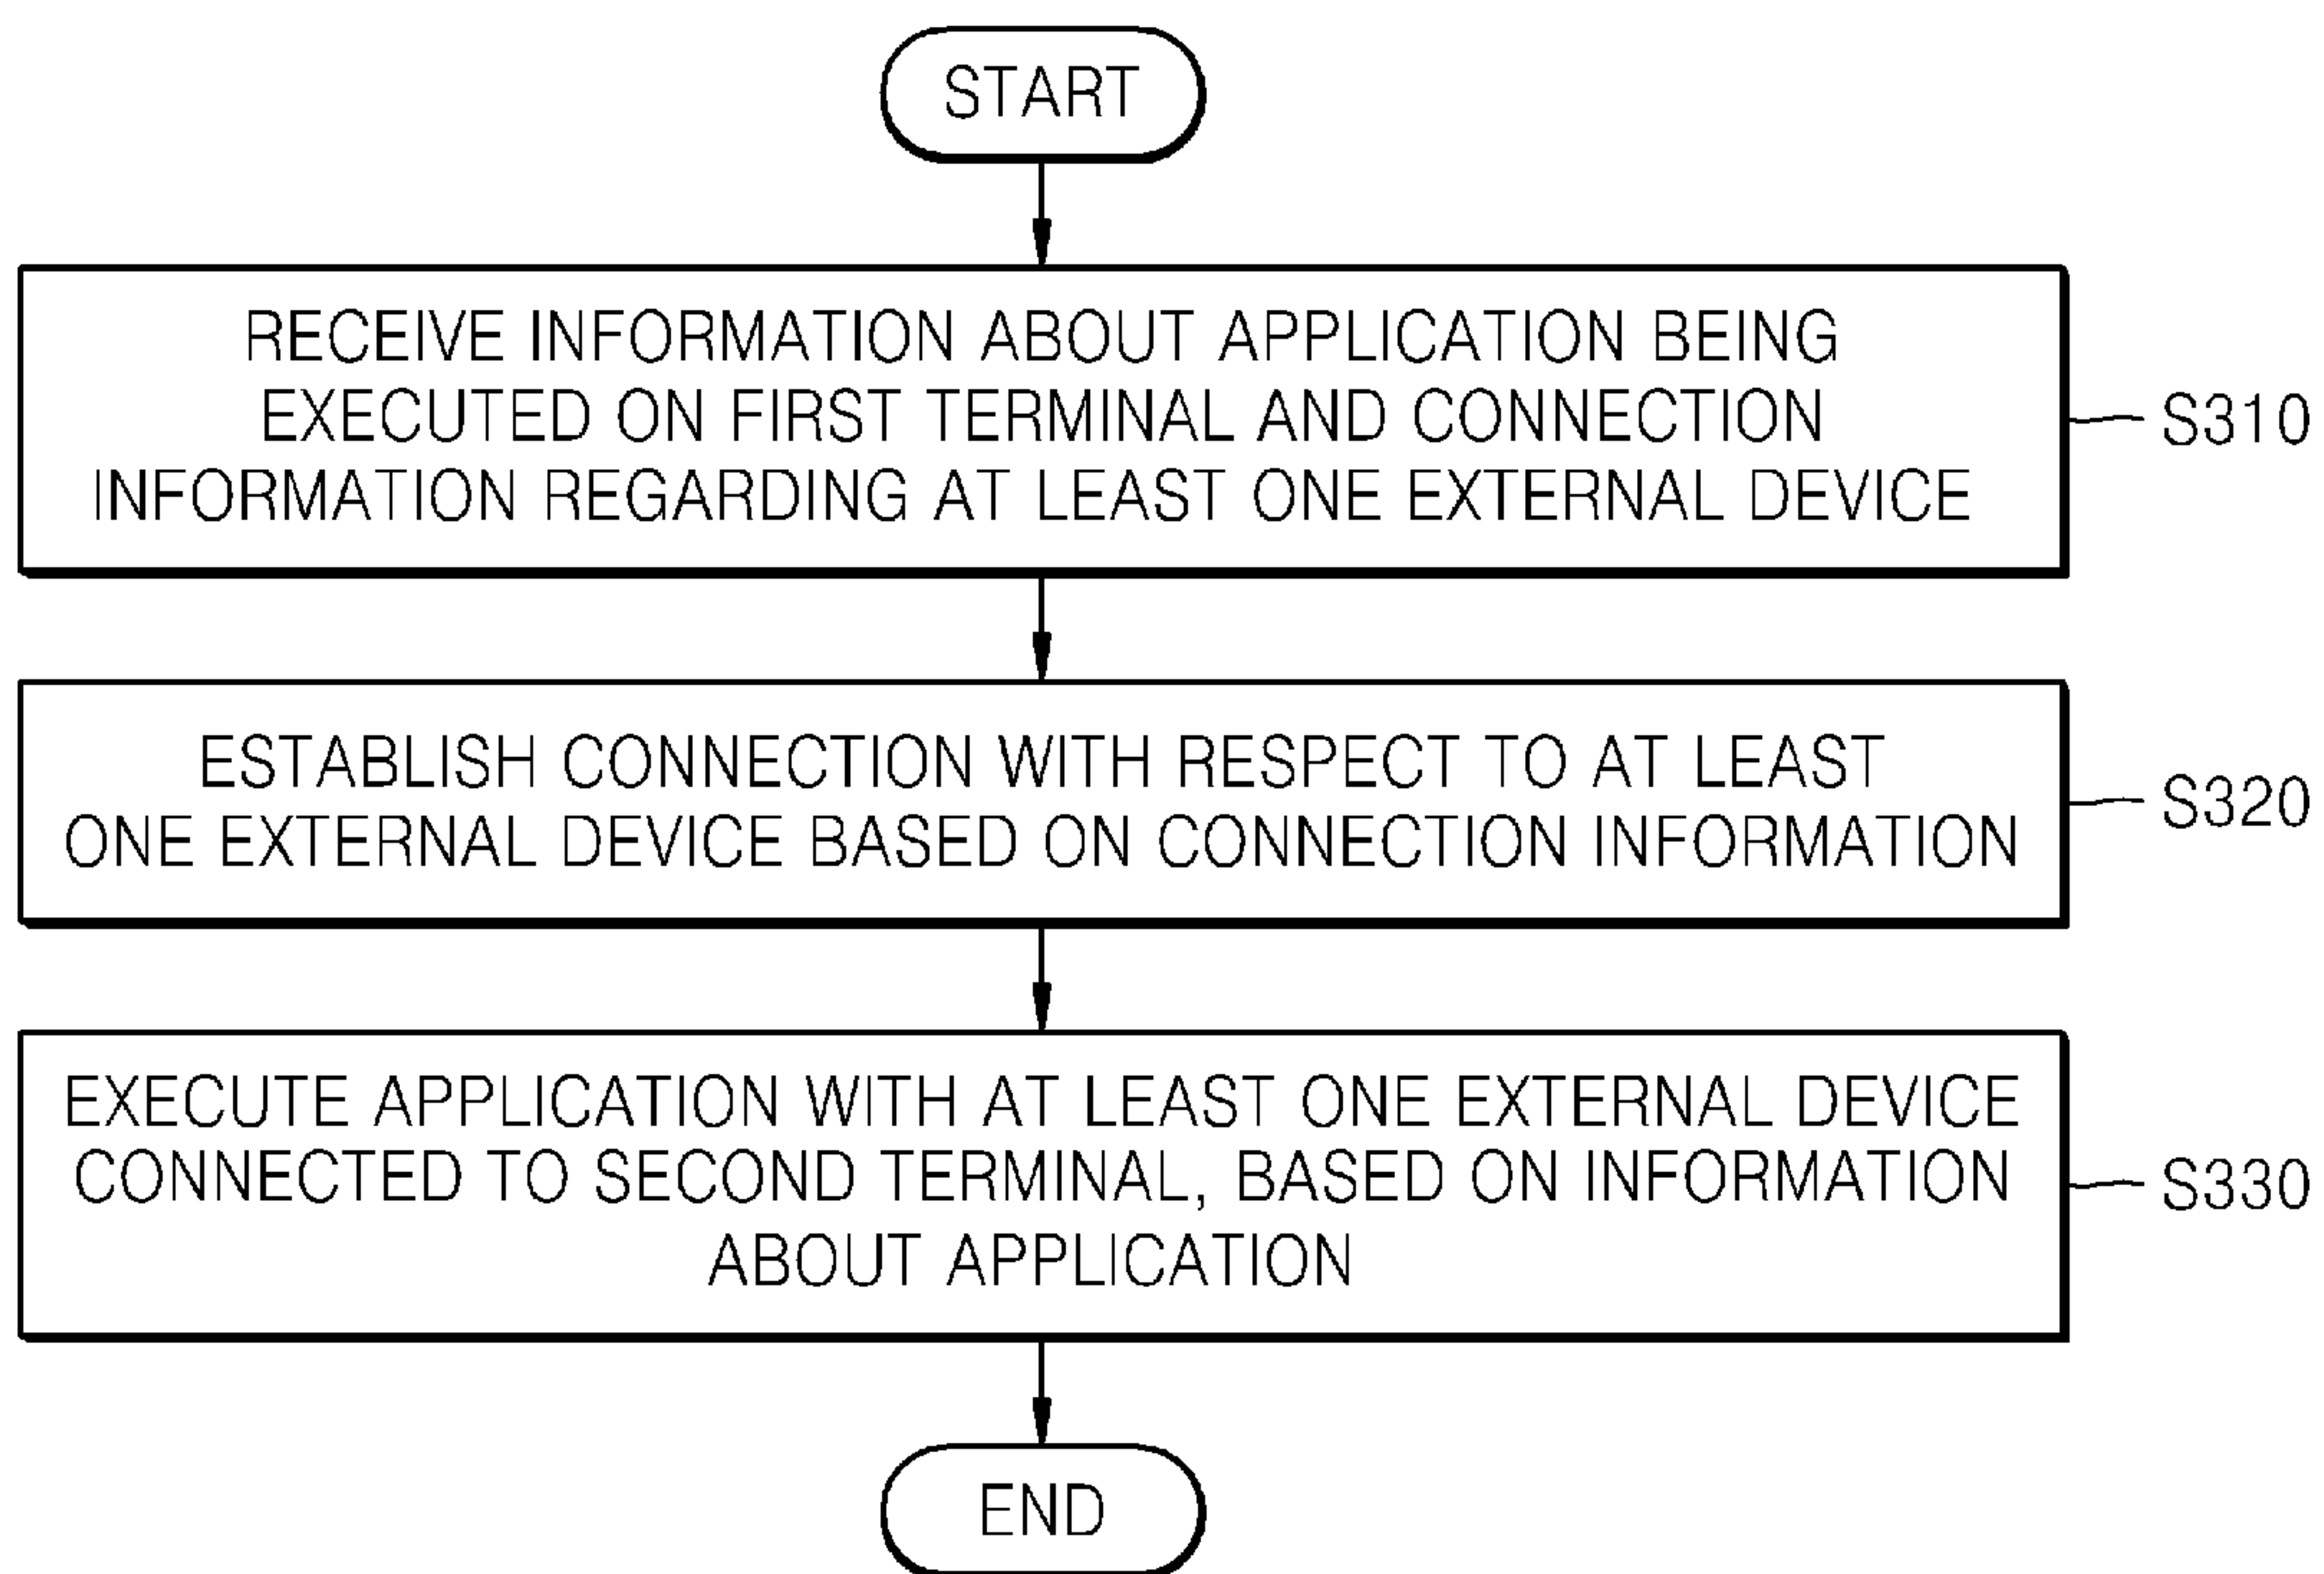 START
RECEIVE INFORMATION ABOUT APPLICATION BEING
EXECUTED ON FIRST TERMINAL AND CONNECTION
INFORMATION REGARDING AT LEAST ONE EXTERNAL DEVICE
S310
ESTABLISH CONNECTION WITH RESPECT TO AT LEAST
ONE EXTERNAL DEVICE BASED ON CONNECTION INFORMATION
S320
EXECUTE APPLICATION WITH AT LEAST ONE EXTERNAL DEVICE
CONNECTED TO SECOND TERMINAL, BASED ON INFORMATION
ABOUT APPLICATION
S330
END